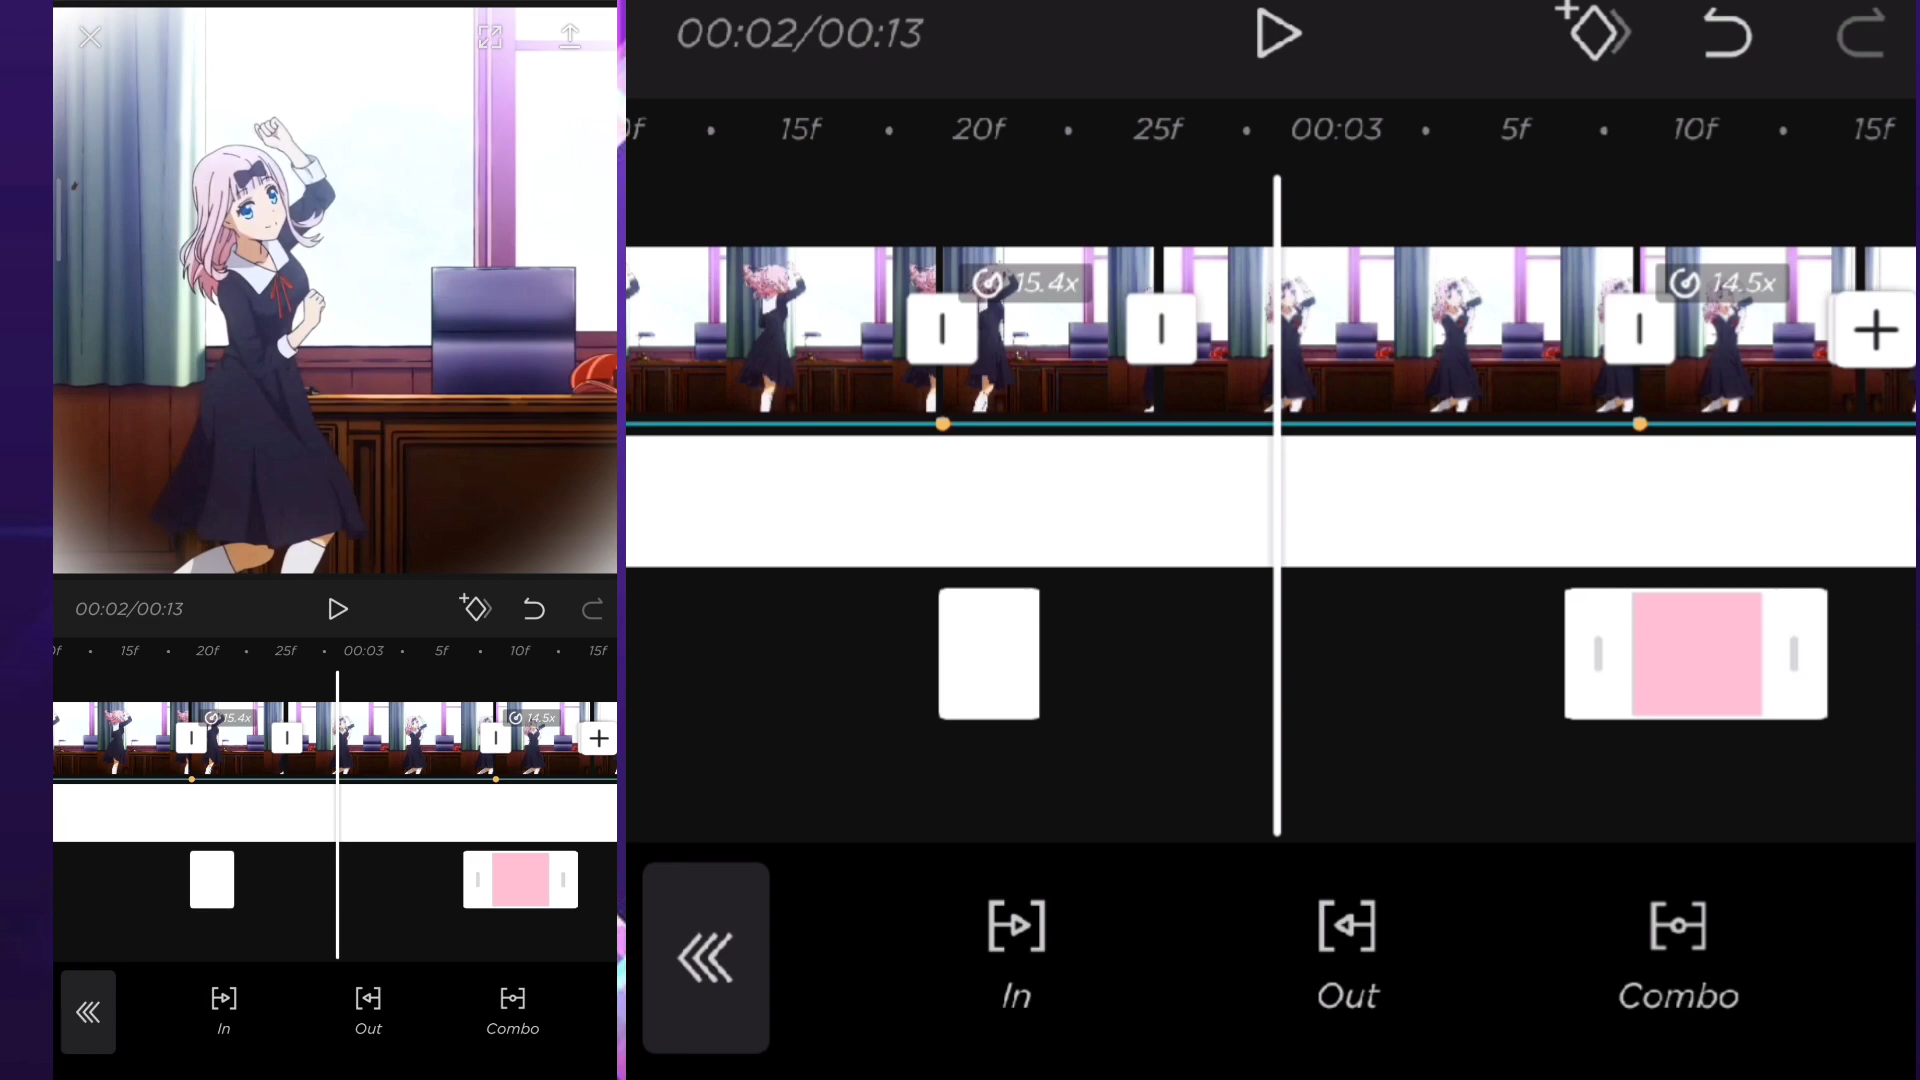 00:02/00:13
15f 20f 25f 00:03 5f 10f 15f
15.4x 14.5x
In Out Combo
00:02/00:13
15f 20f 25f 00:03 5f 10f 15f
15.4x 14.5x
In Out Combo